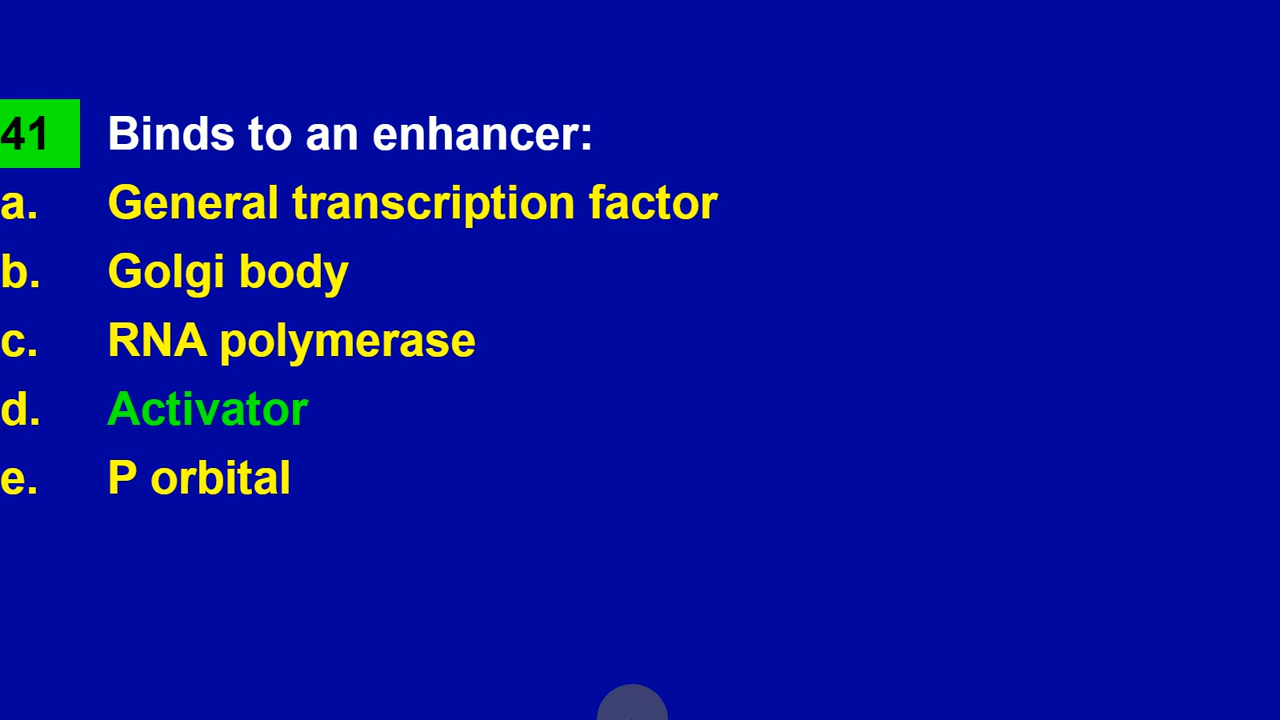 41 Binds to an enhancer:
a. General transcription factor
b. Golgi body
c. RNA polymerase
d. Activator
e. P orbital